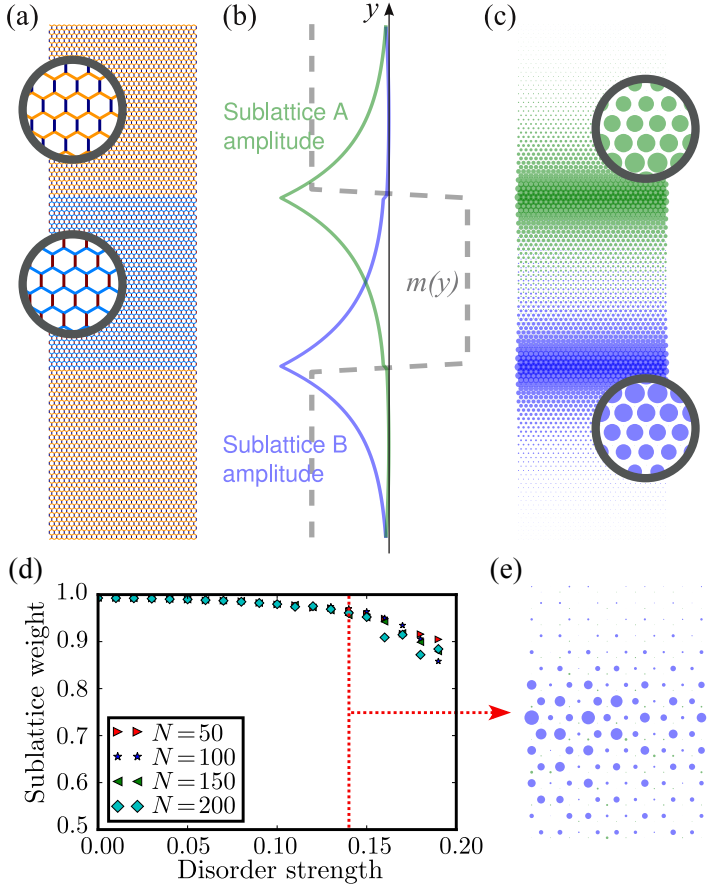 (a)
(b)
y
(c)
Sublattice A
amplitude
m(y)
Sublattice B
amplitude
(d)
(e)
Sublattice weight
1.0
0.9
0.8
0.7
0.6
0.5
N = 50
N = 100
N = 150
N = 200
0.00 0.05 0.10 0.15 0.20
Disorder strength